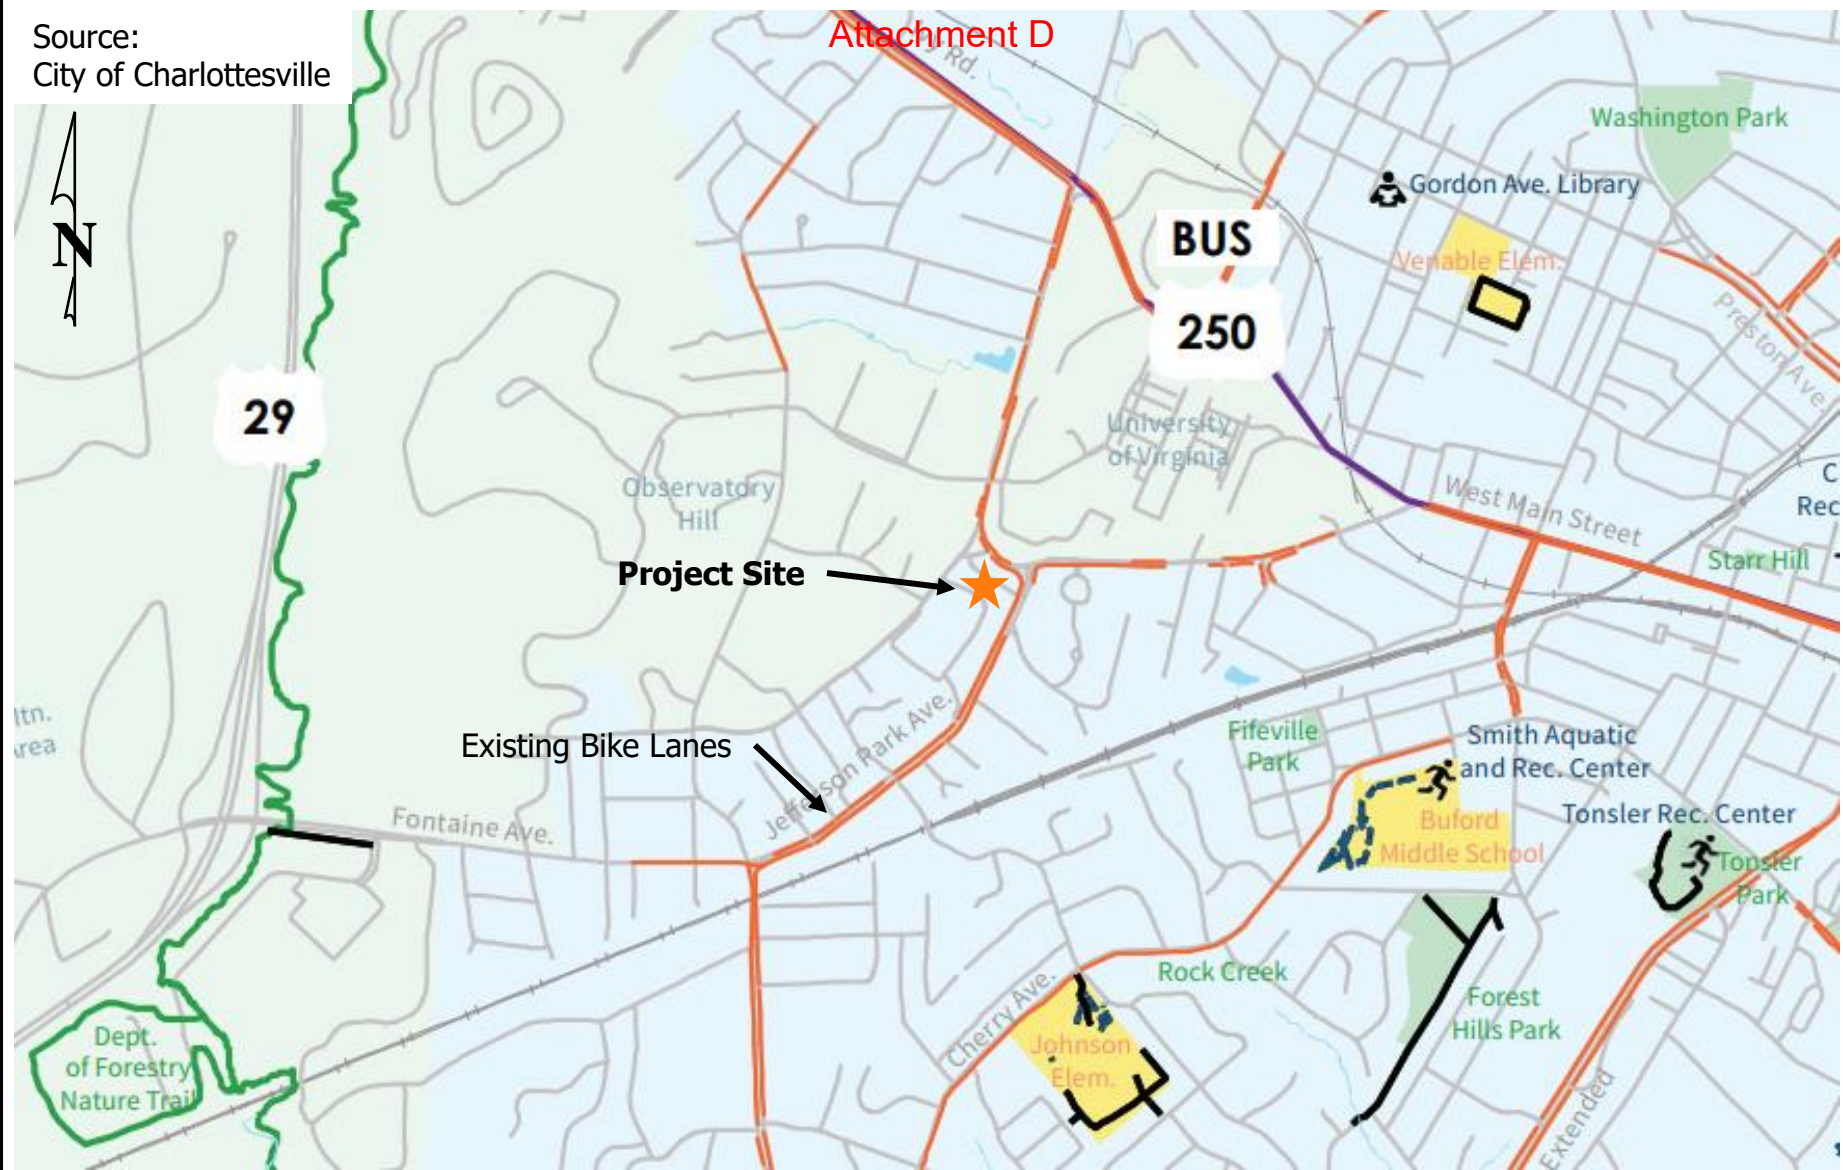 Source:
City of Charlottesville
Attachment D
Rd.
N
Washington Park
Gordon Ave. Library
BUS
250
Venable Elem.
Preston Ave.
29
University
of Virginia
Observatory
Hill
West Main Street
Rec
Starr Hill
Project Site
Existing Bike Lanes
Jefferson Park Ave.
Fontaine Ave.
Fifeville
Park
Smith Aquatic
and Rec. Center
Buford
Middle School
Tonsler Rec. Center
Tonsler
Park
Rock Creek
Cherry Ave.
Johnson
Elem.
Forest
Hills Park
Extended
Dept.
of Forestry
Nature Trail